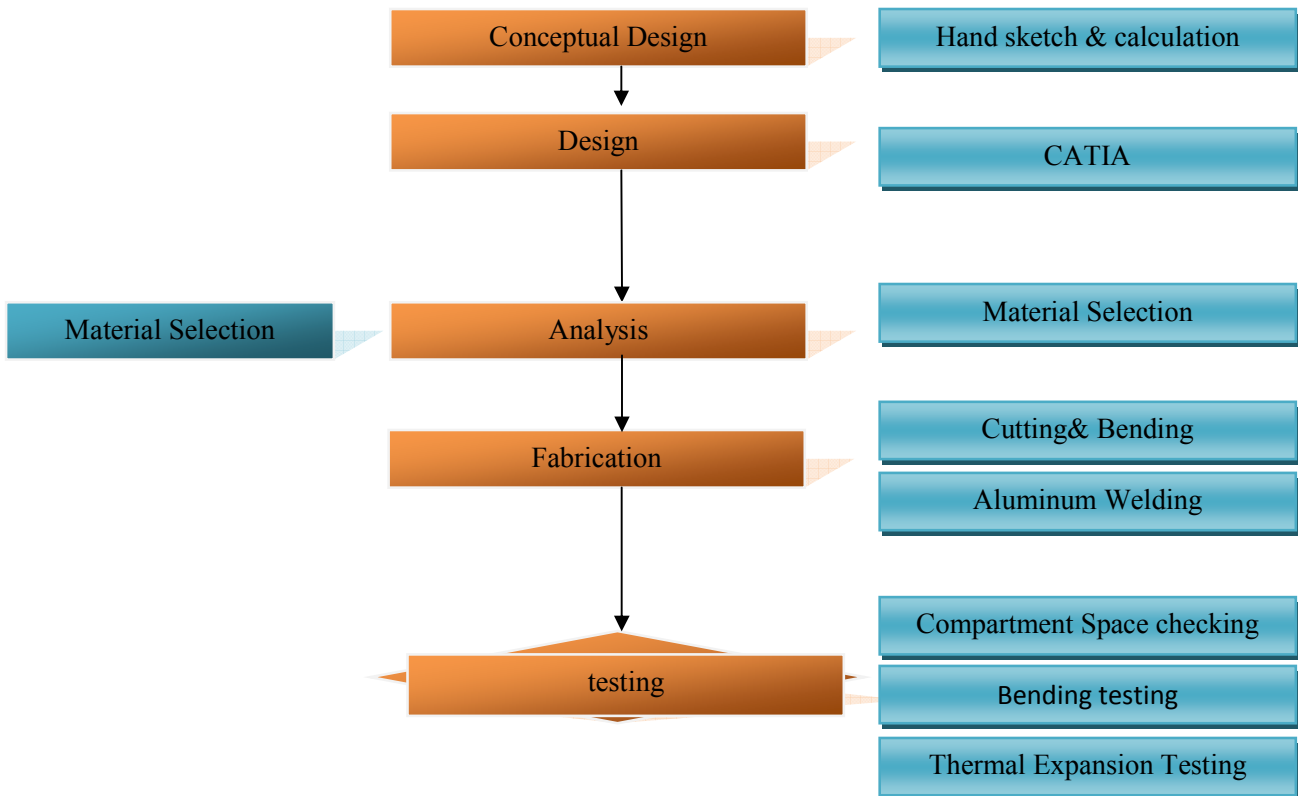 Conceptual Design
Hand sketch & calculation
Design
CATIA
Material Selection
Analysis
Material Selection
Fabrication
Cutting& Bending
Aluminum Welding
testing
Compartment Space checking
Bending testing
Thermal Expansion Testing